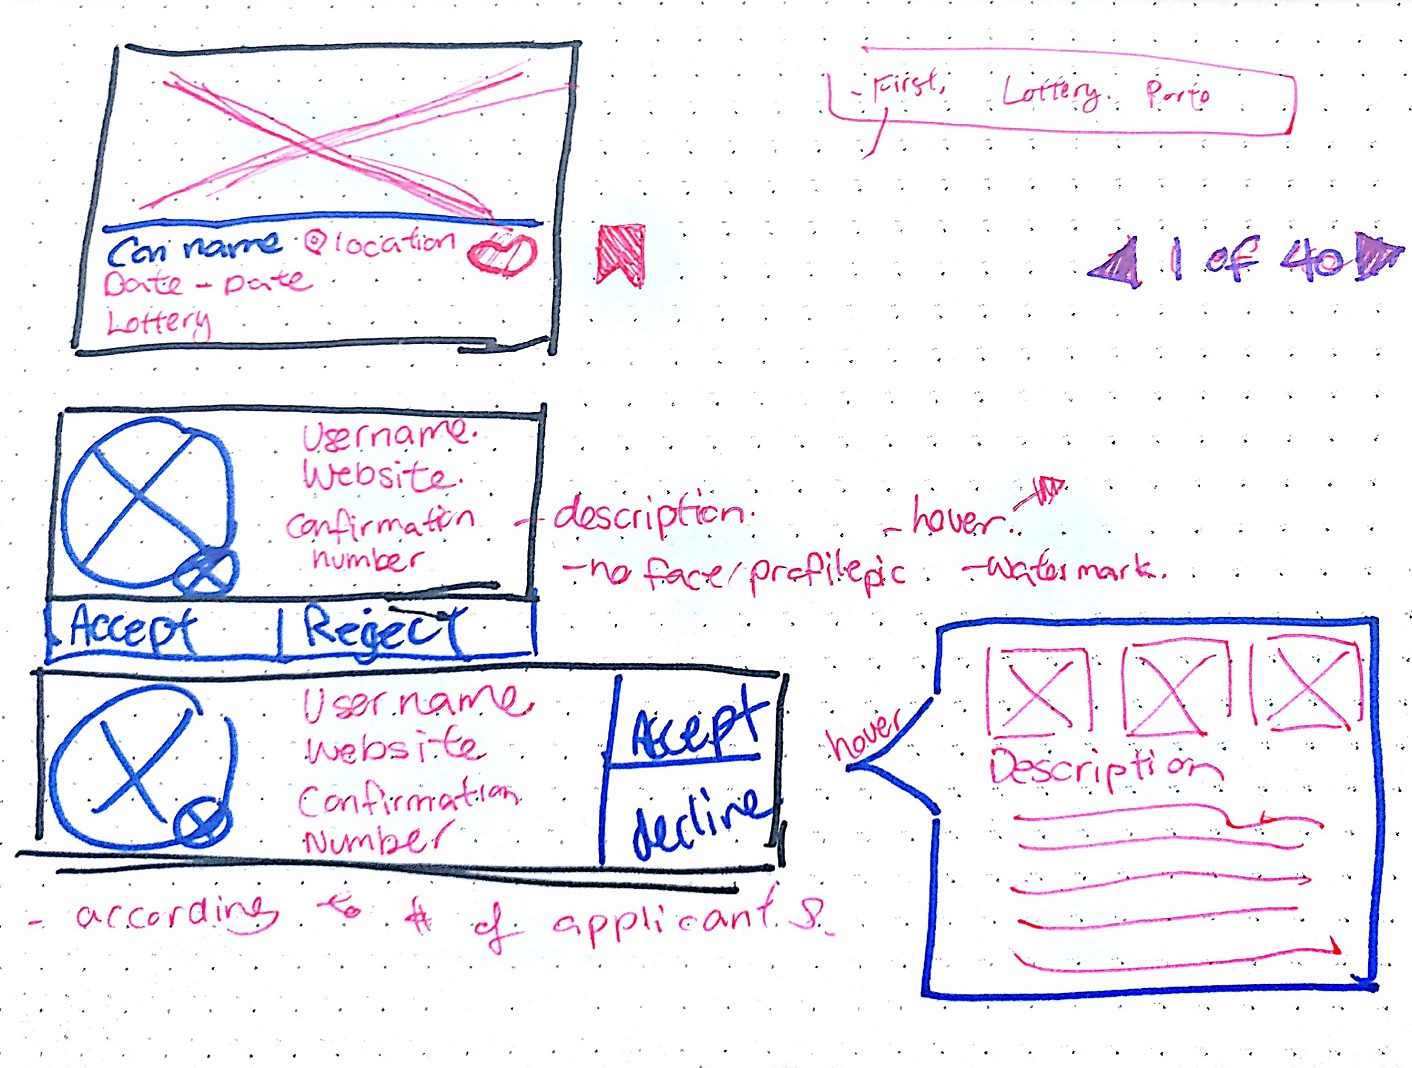 - First, Lottery. Porto
Con name location
Date - Date
Lottery
1 of 40
Username.
Website.
Confirmation
number
- description.
- no face/profilepic
- hover.
- Watermark.
Accept | Reject
Username
Website
Confirmation
Number
Accept
decline
hover
Description
- according to # of applicants.